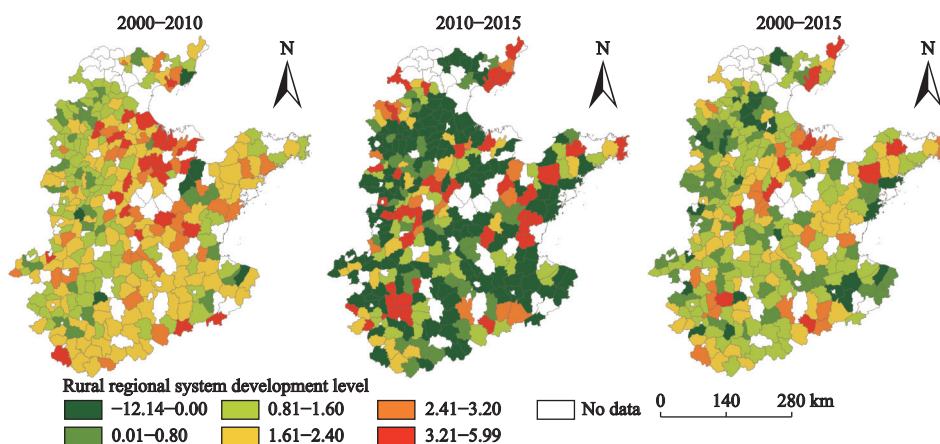 2000−2010
2010−2015
2000−2015
N
N
N
Rural regional system development level
−12.14−0.00
0.81−1.60
2.41−3.20
No data
0 140 280 km
0.01−0.80
1.61−2.40
3.21−5.99